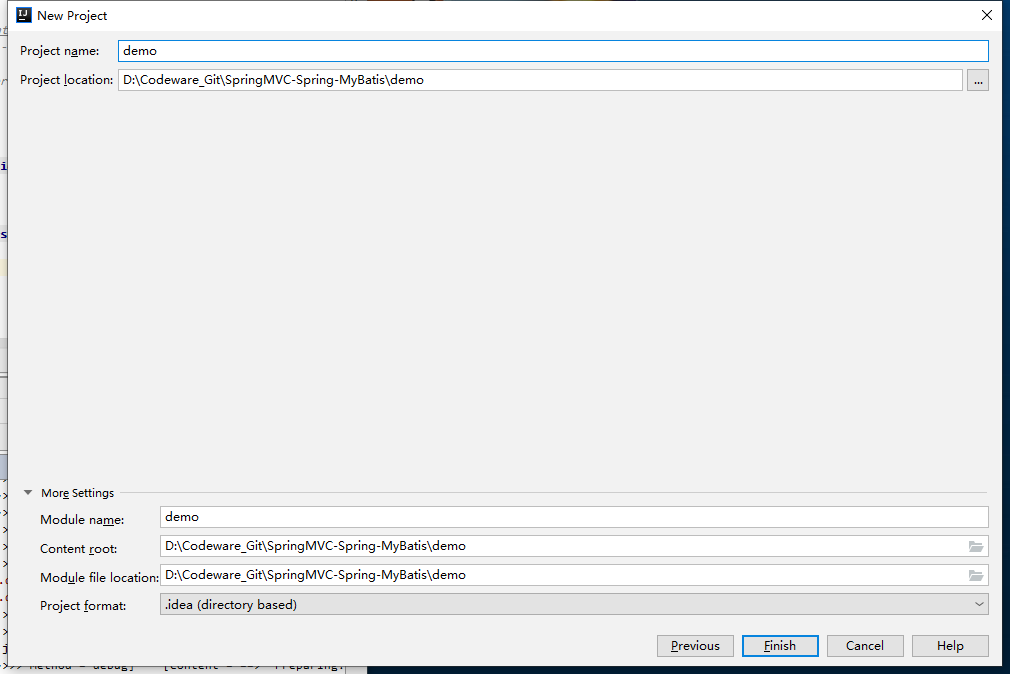 New Project
Project name: demo
Project location: D:\Codeware_Git\SpringMVC-Spring-MyBatis\demo ...
More Settings
Module name: demo
Content root: D:\Codeware_Git\SpringMVC-Spring-MyBatis\demo
Module file location: D:\Codeware_Git\SpringMVC-Spring-MyBatis\demo
Project format: .idea (directory based)
Previous Finish Cancel Help